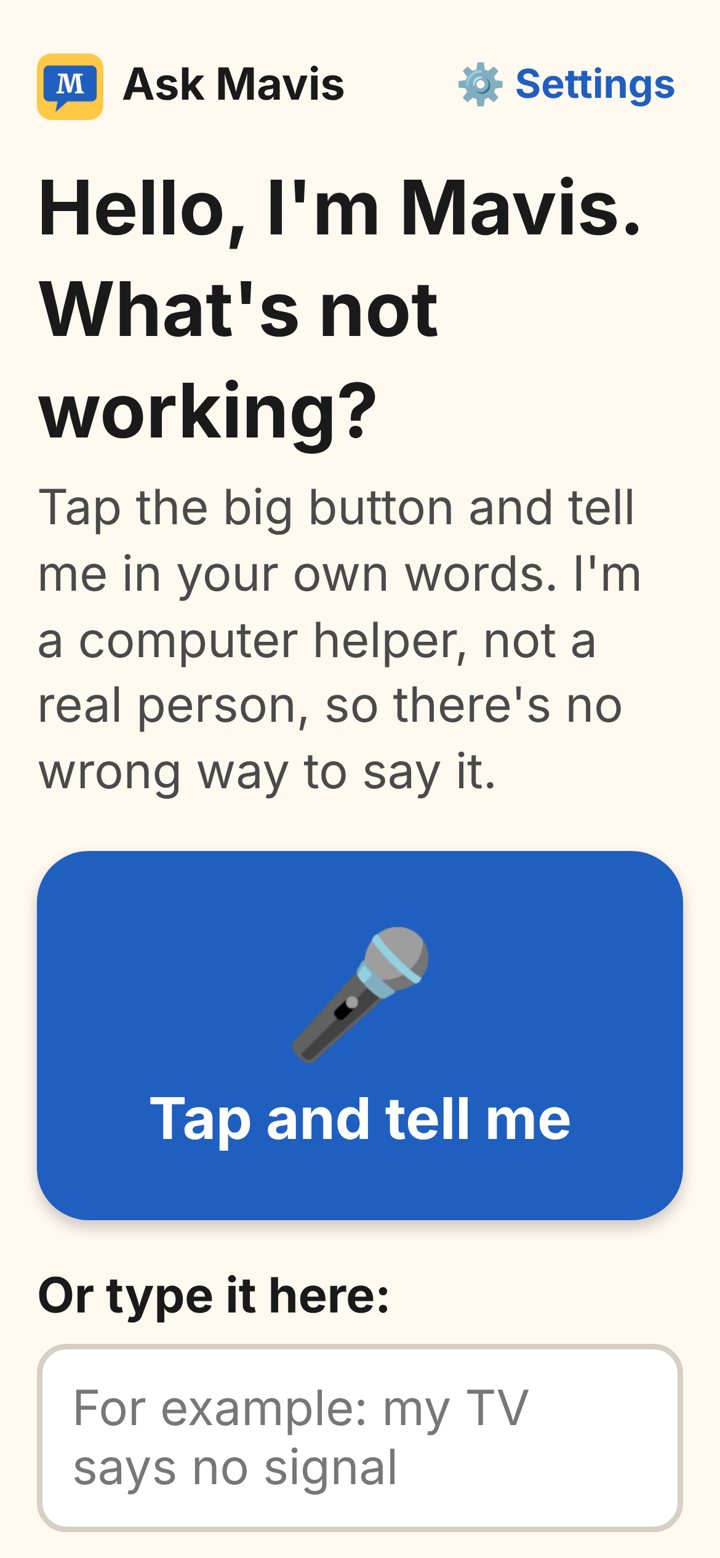 M
Ask Mavis
Settings
Hello, I'm Mavis.
What's not
working?
Tap the big button and tell
me in your own words. I'm
a computer helper, not a
real person, so there's no
wrong way to say it.
Tap and tell me
Or type it here:
For example: my TV
says no signal